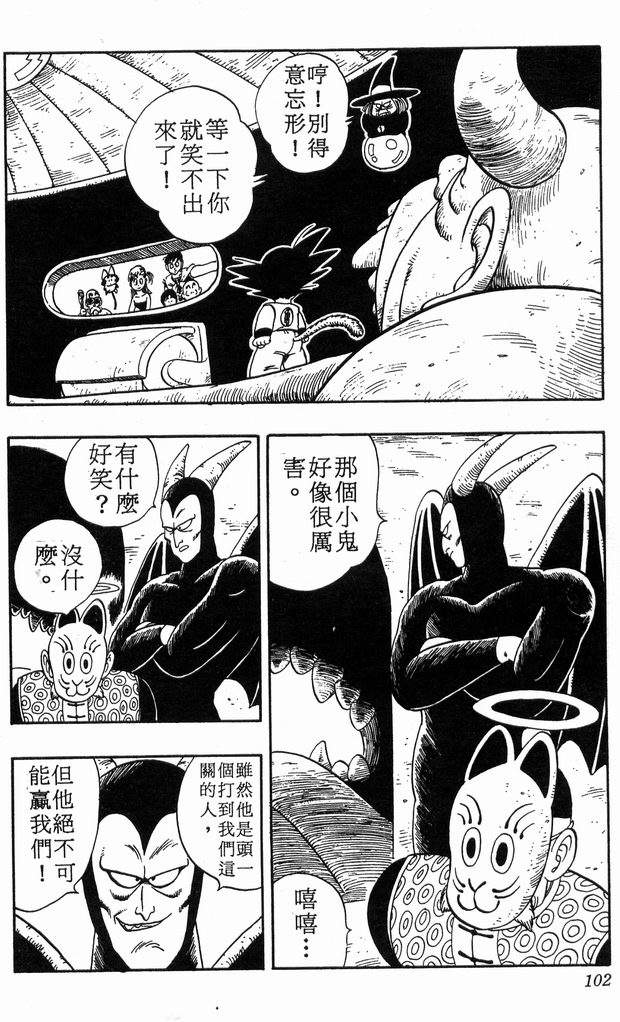 哼！別得
意忘形！
等一下你
就笑不出
來了！
那個小鬼
好像很厲
害。
嘻嘻…
有什麼
好笑？
沒什
麼。
雖然他是頭一
個打到我們這
關的人，
但他絕不可
能贏我們！
102